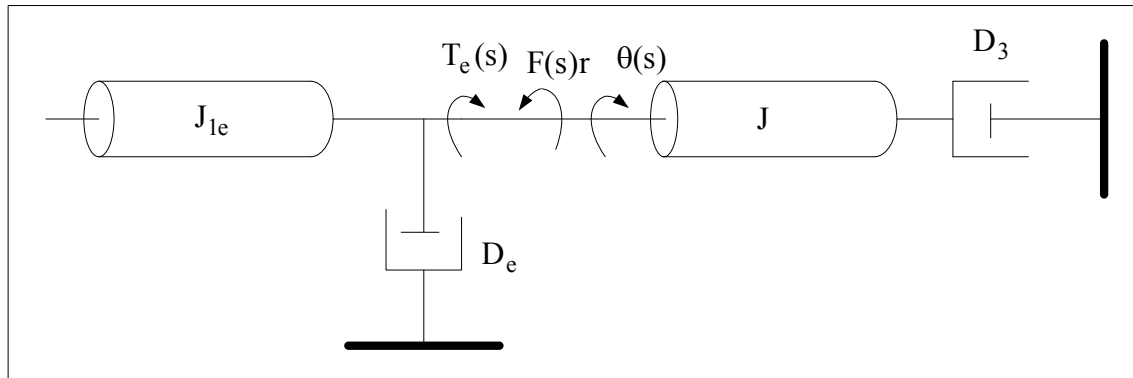 Tₑ(s)
F(s)r
θ(s)
D₃
J₁ₑ
J
Dₑ